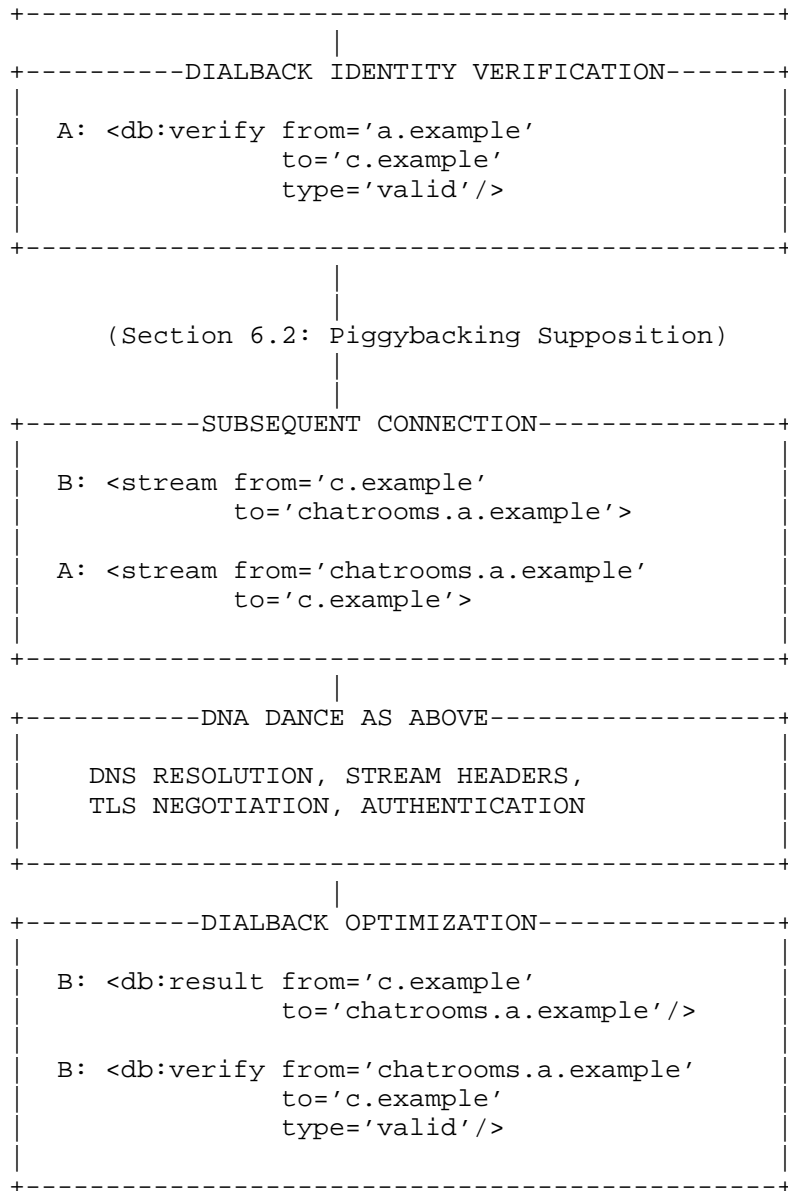 DIALBACK IDENTITY VERIFICATION
A: <db:verify from='a.example'
to='c.example'
type='valid'/>
(Section 6.2: Piggybacking Supposition)
SUBSEQUENT CONNECTION
B: <stream from='c.example'
to='chatrooms.a.example'>
A: <stream from='chatrooms.a.example'
to='c.example'>
DNA DANCE AS ABOVE
DNS RESOLUTION, STREAM HEADERS,
TLS NEGOTIATION, AUTHENTICATION
DIALBACK OPTIMIZATION
B: <db:result from='c.example'
to='chatrooms.a.example'/>
B: <db:verify from='chatrooms.a.example'
to='c.example'
type='valid'/>